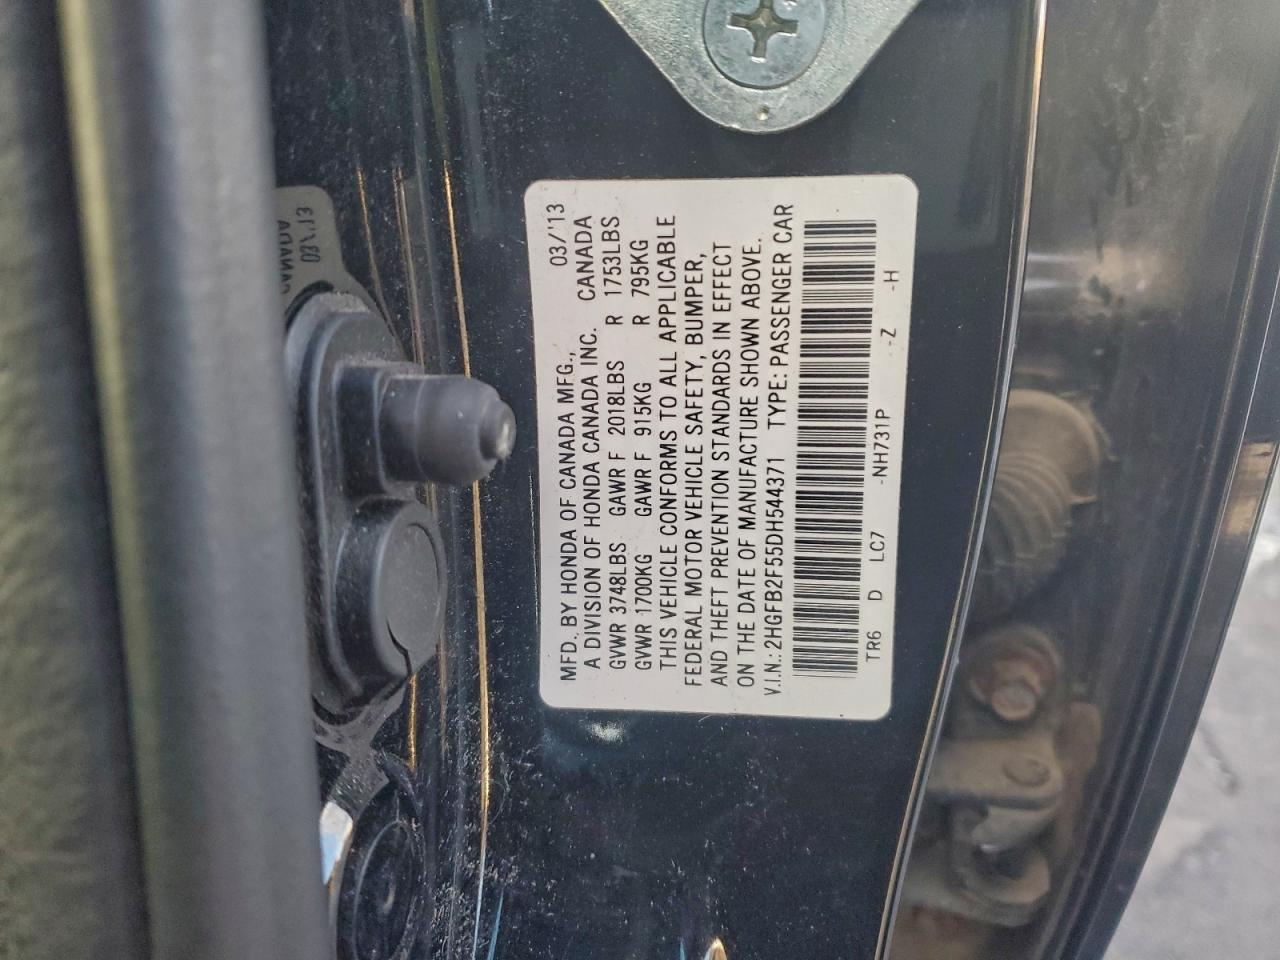 MFD. BY HONDA OF CANADA MFG., 03/'13
A DIVISION OF HONDA CANADA INC. CANADA
GVWR 3748LBS GAWR F 2018LBS R 1753LBS
GVWR 1700KG GAWR F 915KG R 795KG
THIS VEHICLE CONFORMS TO ALL APPLICABLE
FEDERAL MOTOR VEHICLE SAFETY, BUMPER,
AND THEFT PREVENTION STANDARDS IN EFFECT
ON THE DATE OF MANUFACTURE SHOWN ABOVE.
V.I.N.: 2HGFB2F55DH544371 TYPE: PASSENGER CAR
TR6 D LC7 -NH731P -Z -H
CANADA
03/'13